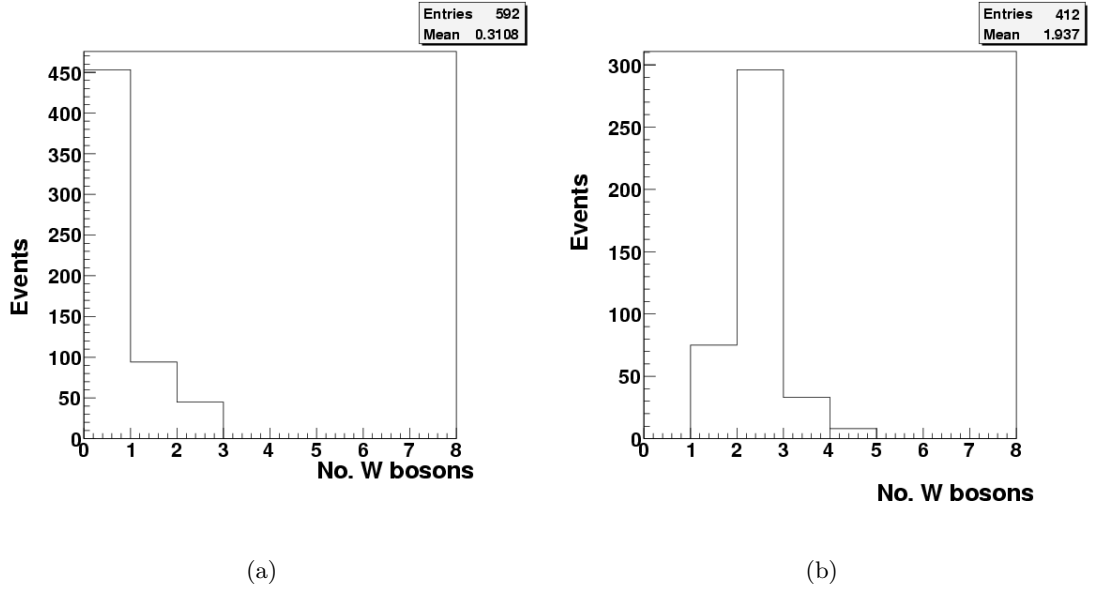 Entries 592
Mean 0.3108
450
400
350
300
250
200
150
100
50
0
Events
0 1 2 3 4 5 6 7 8
No. W bosons
(a)
Entries 412
Mean 1.937
300
250
200
150
100
50
0
Events
0 1 2 3 4 5 6 7 8
No. W bosons
(b)